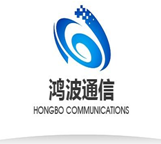 鸿波通信
HONGBO COMMUNICATIONS